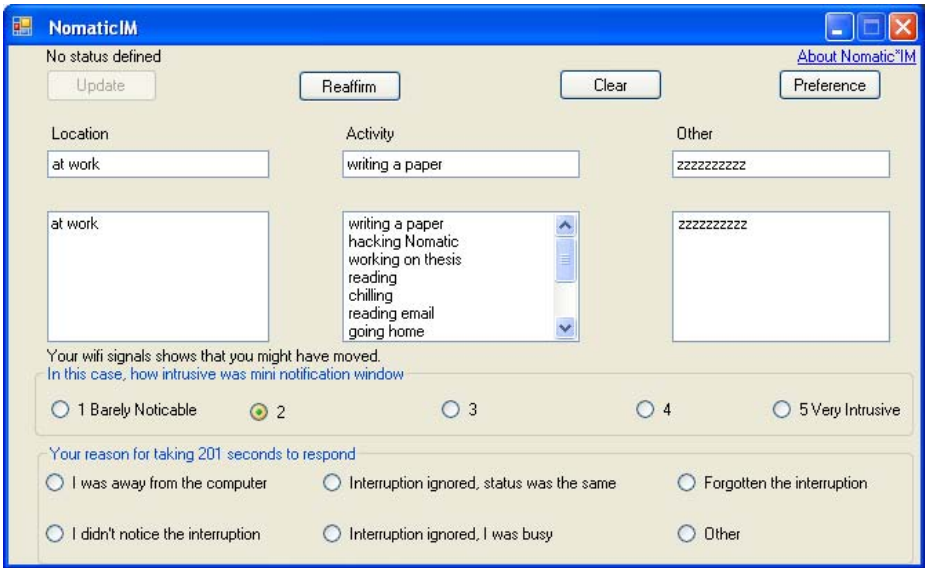 NomaticIM
No status defined
About Nomatic*IM
Update Reaffirm Clear Preference
Location Activity Other
at work writing a paper zzzzzzzzzz
at work writing a paper zzzzzzzzzz
hacking Nomatic
working on thesis
reading
chilling
reading email
going home
Your wifi signals shows that you might have moved.
In this case, how intrusive was mini notification window
1 Barely Noticable 2 3 4 5 Very Intrusive
Your reason for taking 201 seconds to respond
I was away from the computer Interruption ignored, status was the same Forgotten the interruption
I didn't notice the interruption Interruption ignored, I was busy Other